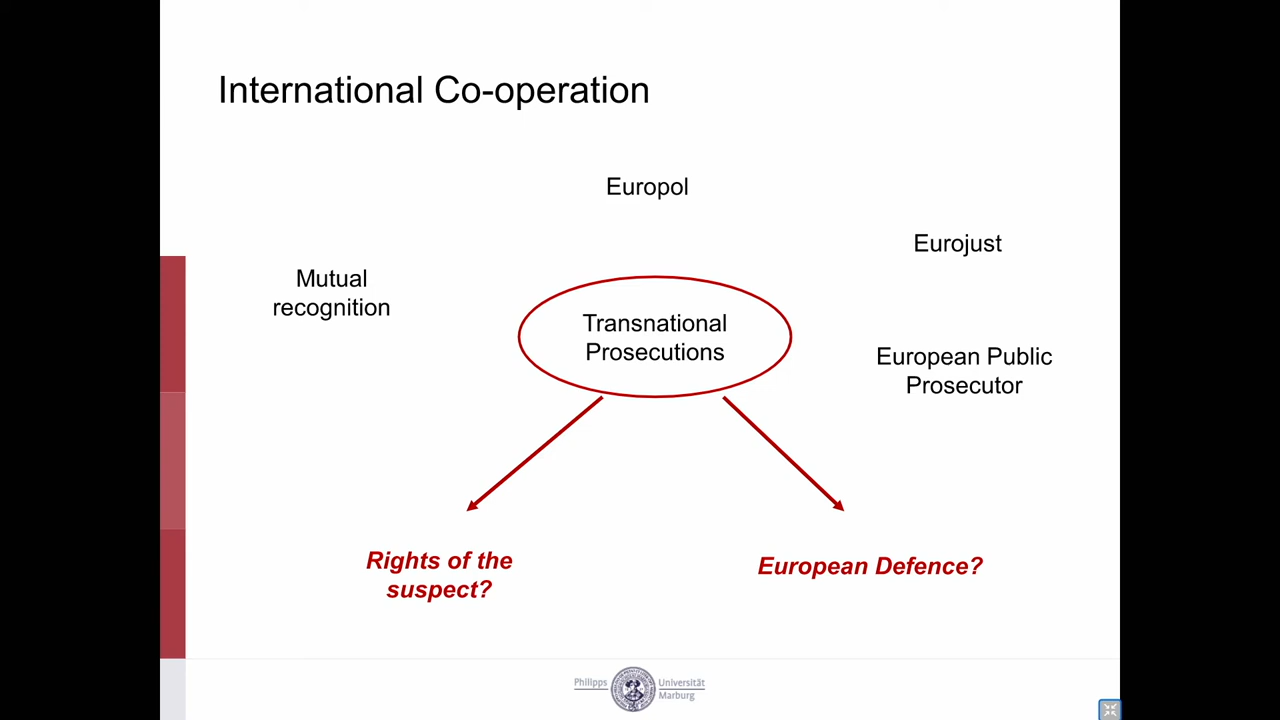 International Co-operation
Europol
Eurojust
Mutual
recognition
Transnational
Prosecutions
European Public
Prosecutor
Rights of the
suspect?
European Defence?
Philipps
Universität
Marburg